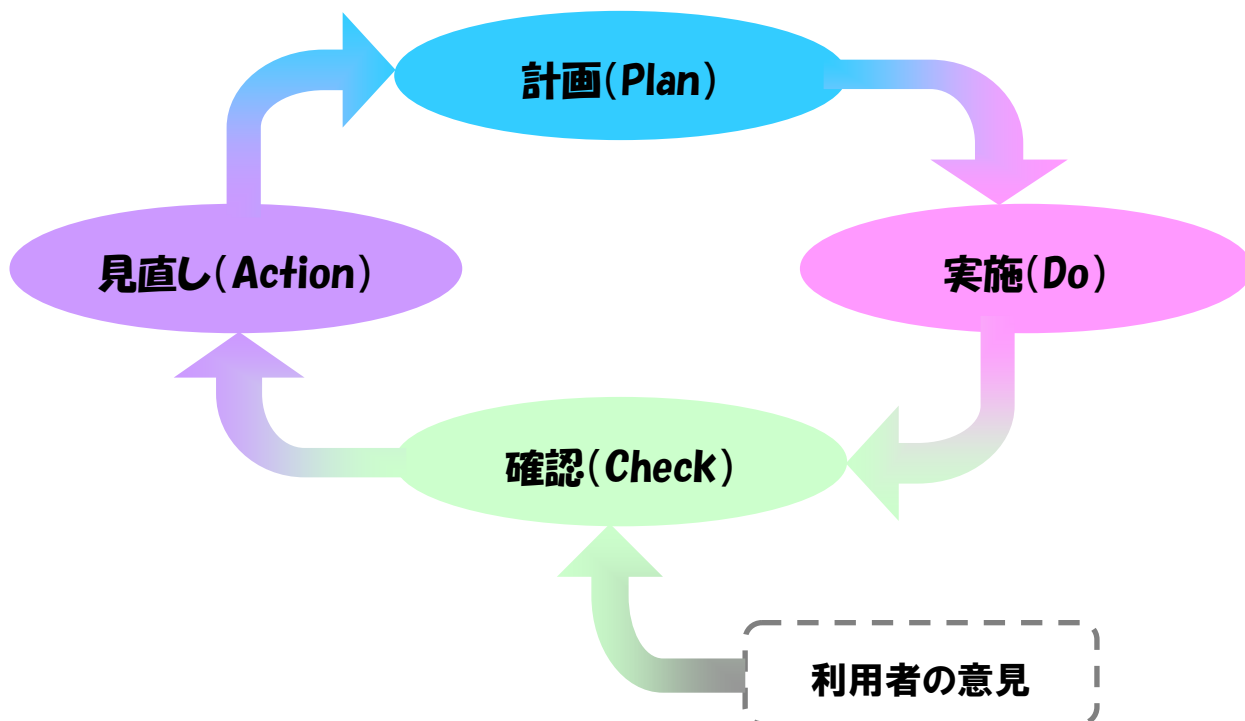 計画(Plan)
見直し(Action)
実施(Do)
確認(Check)
利用者の意見